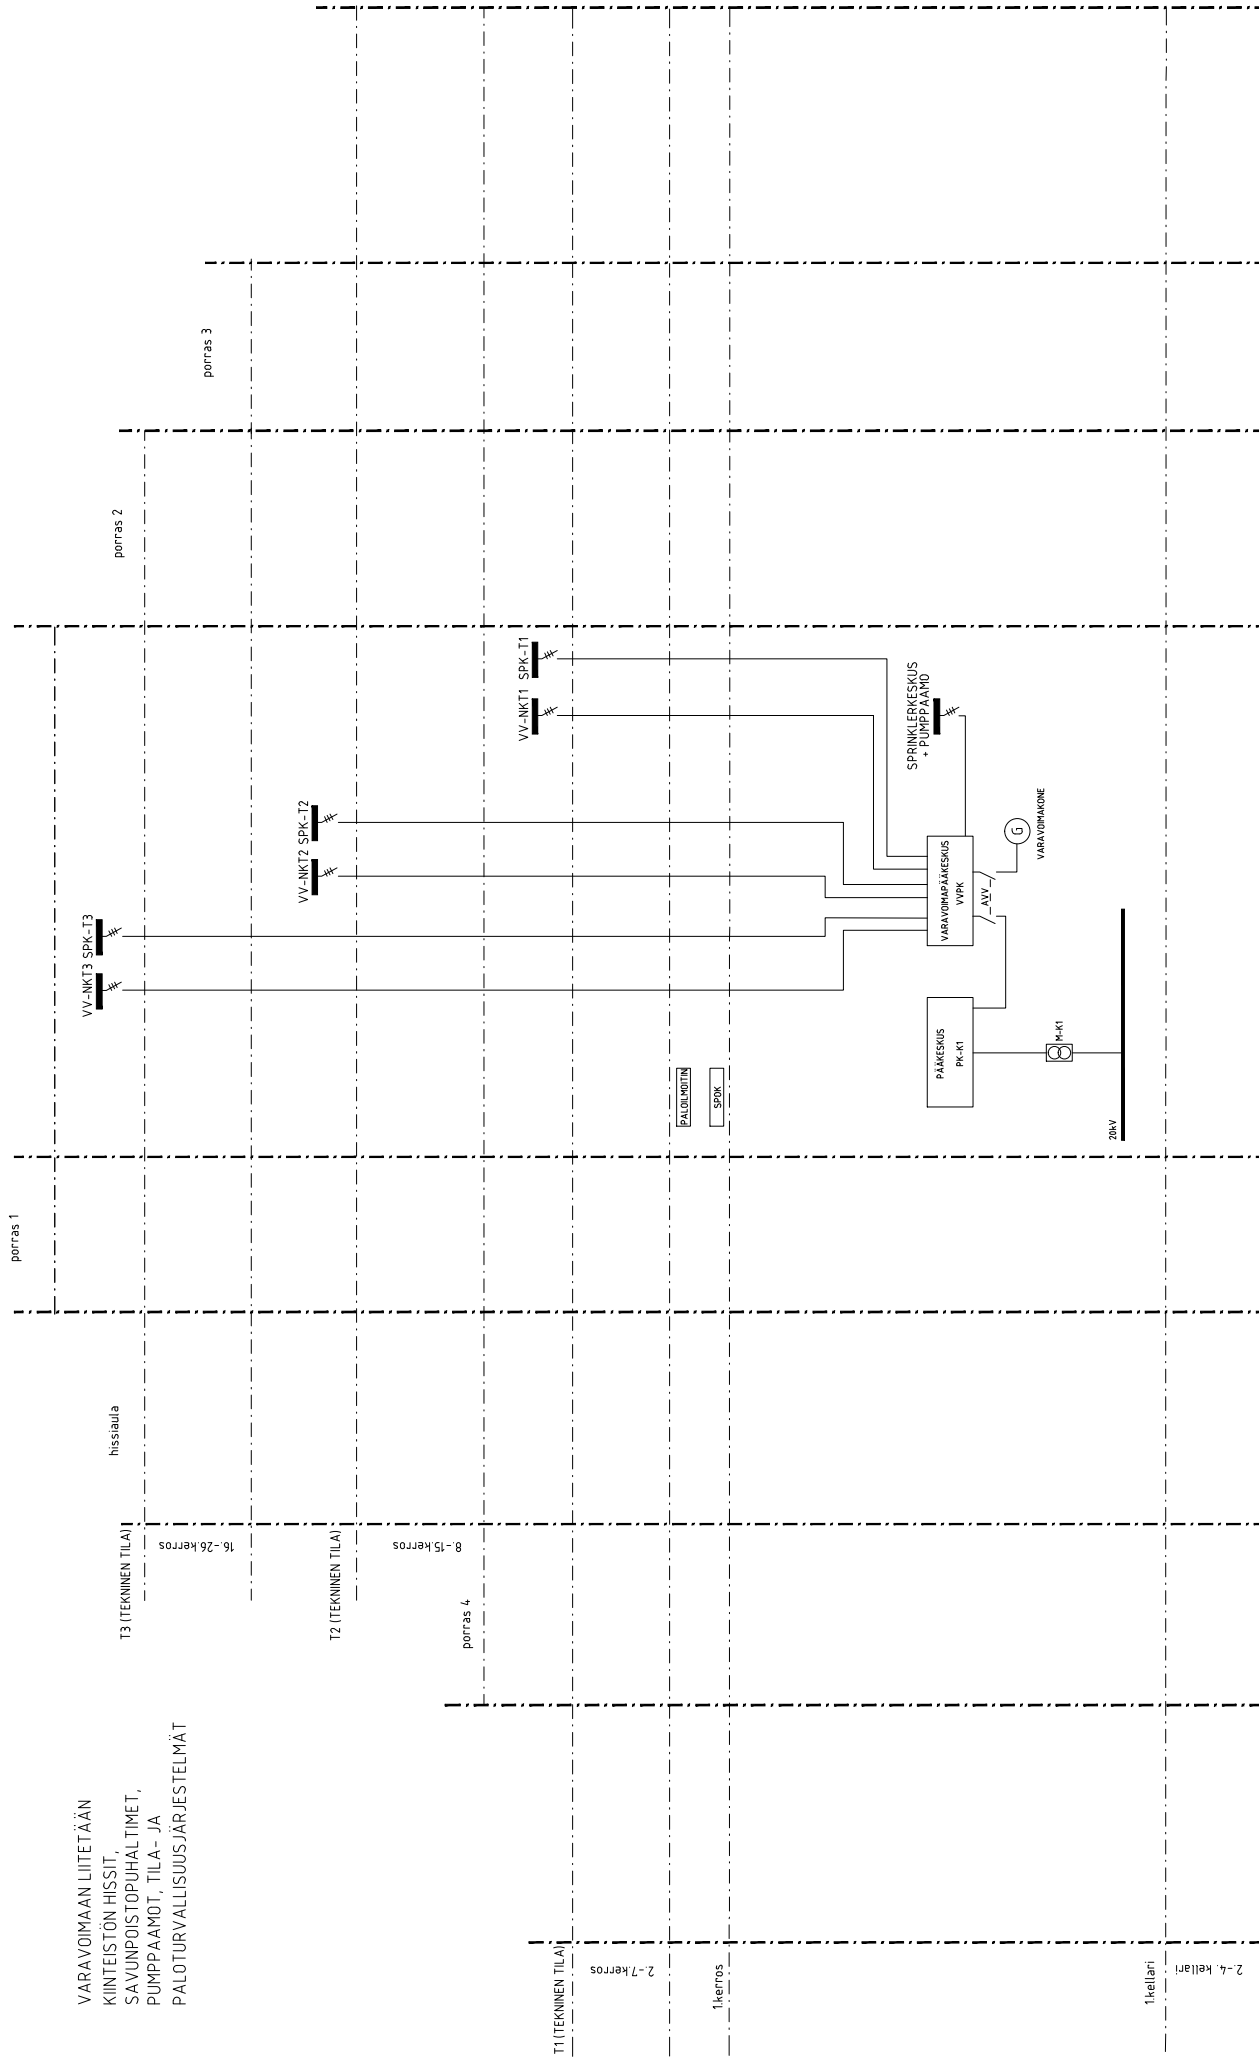 VARAVOIMAAN LIITETÄÄN
KIINTEISTÖN HISSIT,
SAVUNPOISTOPUHALTIMET,
PUMPPAAMOT, TILA- JA
PALOTURVALLISUUSJÄRJESTELMÄT
porras 1
hissiaula
porras 2
porras 3
porras 4
T3 (TEKNINEN TILA)
16.-26.kerros
T2 (TEKNINEN TILA)
8.-15.kerros
T1 (TEKNINEN TILA)
2.-7.kerros
1.kerros
1.kellari
2.-4. kellari
VV-NKT3 SPK-T3
VV-NKT2 SPK-T2
VV-NKT1 SPK-T1
PALOILMOITIN
SPOK
SPRINKLERKESKUS
+ PUMPPAAMO
VARAVOIMAPÄÄKESKUS
VVPK
AVV
G
VARAVOIMAKONE
PÄÄKESKUS
PK-K1
M-K1
20kV